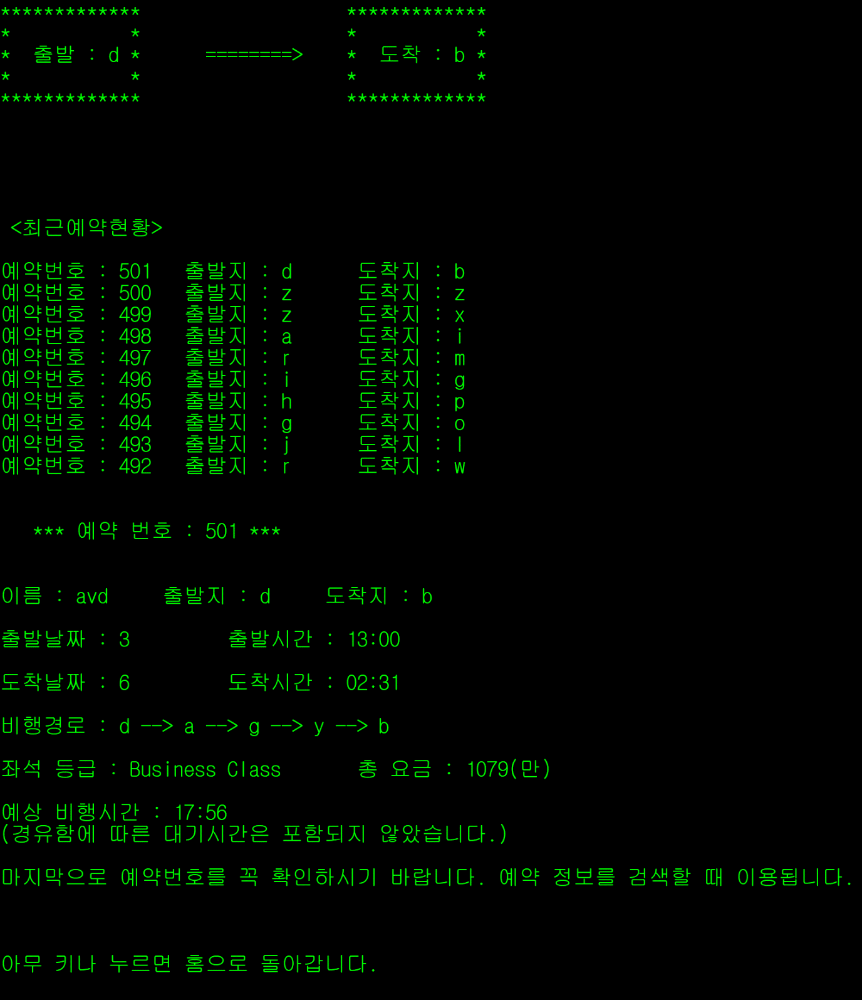 *************                   *************
*           *                   *           *
*  출발 : d *      ========>    *  도착 : b *
*           *                   *           *
*************                   *************
<최근예약현황>
예약번호 : 501   출발지 : d      도착지 : b
예약번호 : 500   출발지 : z      도착지 : z
예약번호 : 499   출발지 : z      도착지 : x
예약번호 : 498   출발지 : a      도착지 : i
예약번호 : 497   출발지 : r      도착지 : m
예약번호 : 496   출발지 : i      도착지 : g
예약번호 : 495   출발지 : h      도착지 : p
예약번호 : 494   출발지 : g      도착지 : o
예약번호 : 493   출발지 : j      도착지 : l
예약번호 : 492   출발지 : r      도착지 : w
*** 예약 번호 : 501 ***
이름 : avd     출발지 : d     도착지 : b
출발날짜 : 3         출발시간 : 13:00
도착날짜 : 6         도착시간 : 02:31
비행경로 : d --> a --> g --> y --> b
좌석 등급 : Business Class       총 요금 : 1079(만)
예상 비행시간 : 17:56
(경유함에 따른 대기시간은 포함되지 않았습니다.)
마지막으로 예약번호를 꼭 확인하시기 바랍니다. 예약 정보를 검색할 때 이용됩니다.
아무 키나 누르면 홈으로 돌아갑니다.